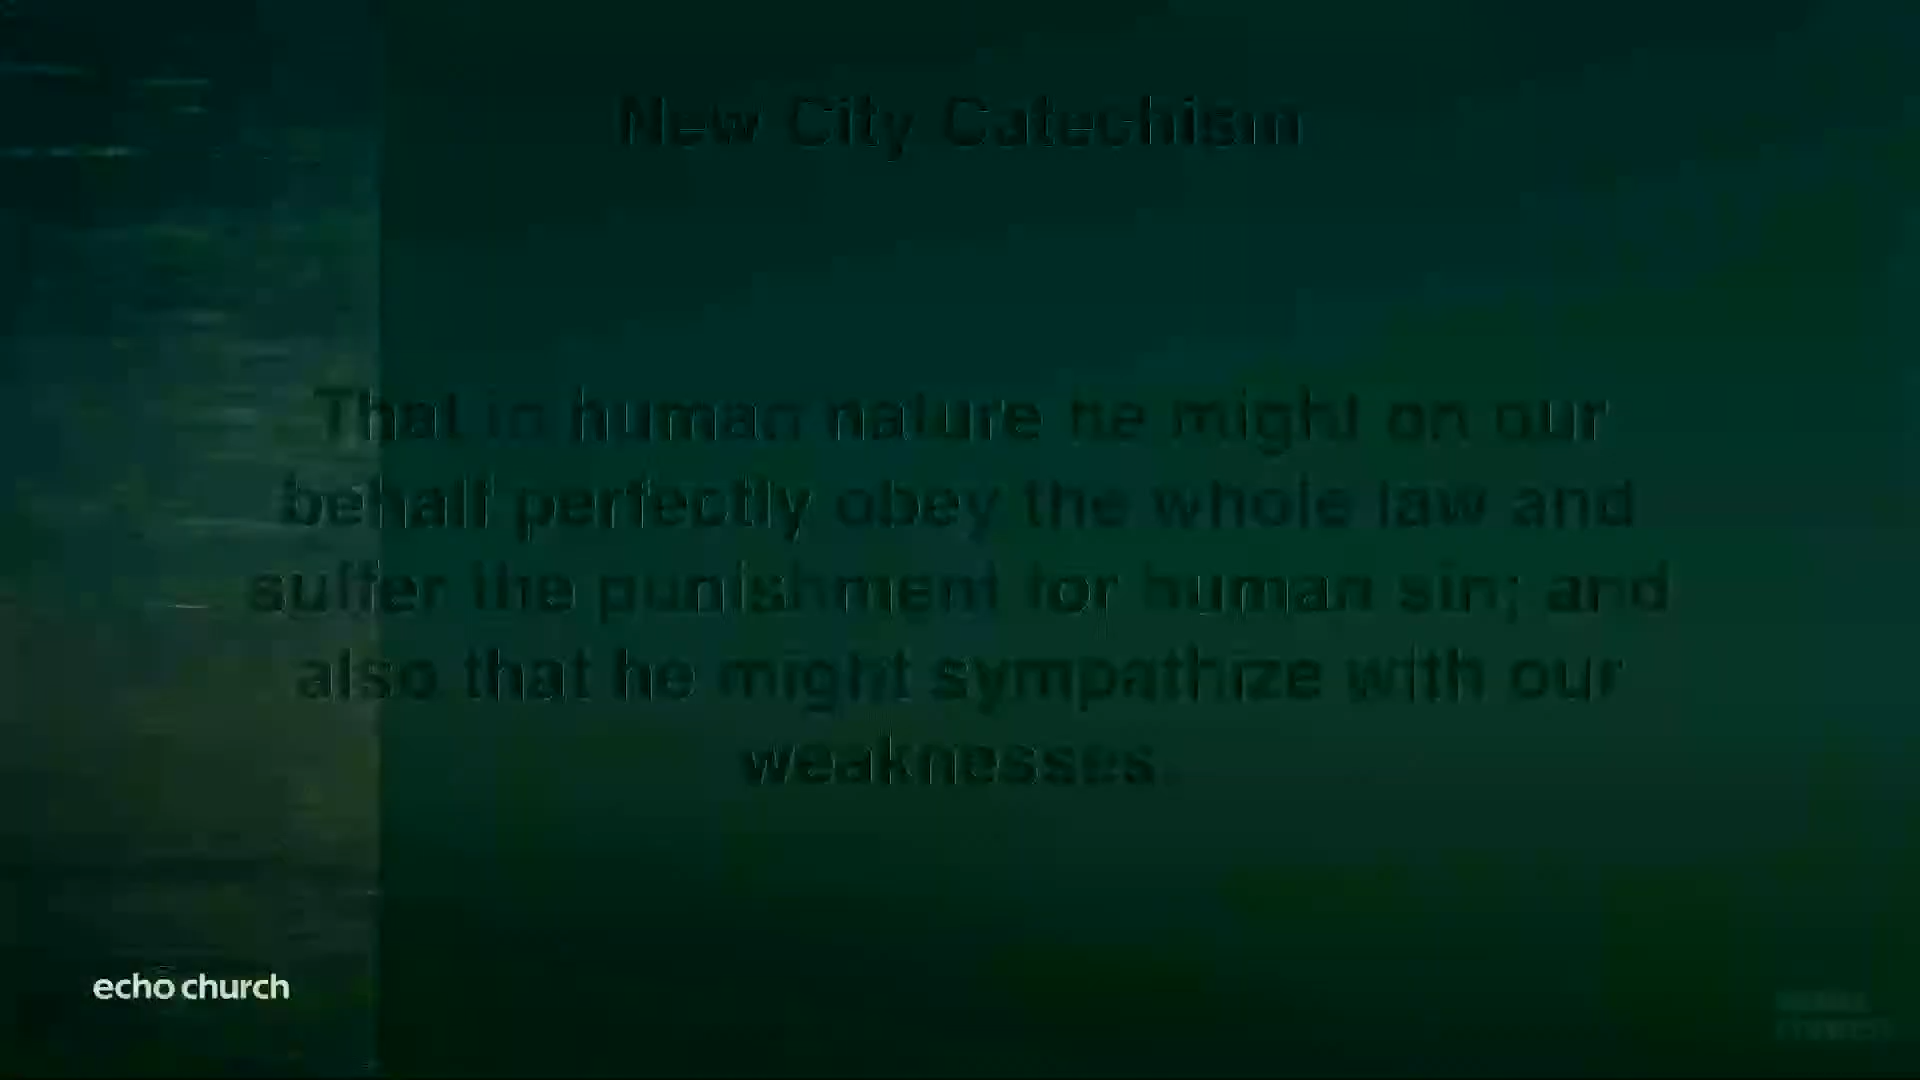 New City Catechism
That in human nature he might on our
behalf perfectly obey the whole law and
suffer the punishment for human sin; and
also that he might sympathize with our
weaknesses.
echo church